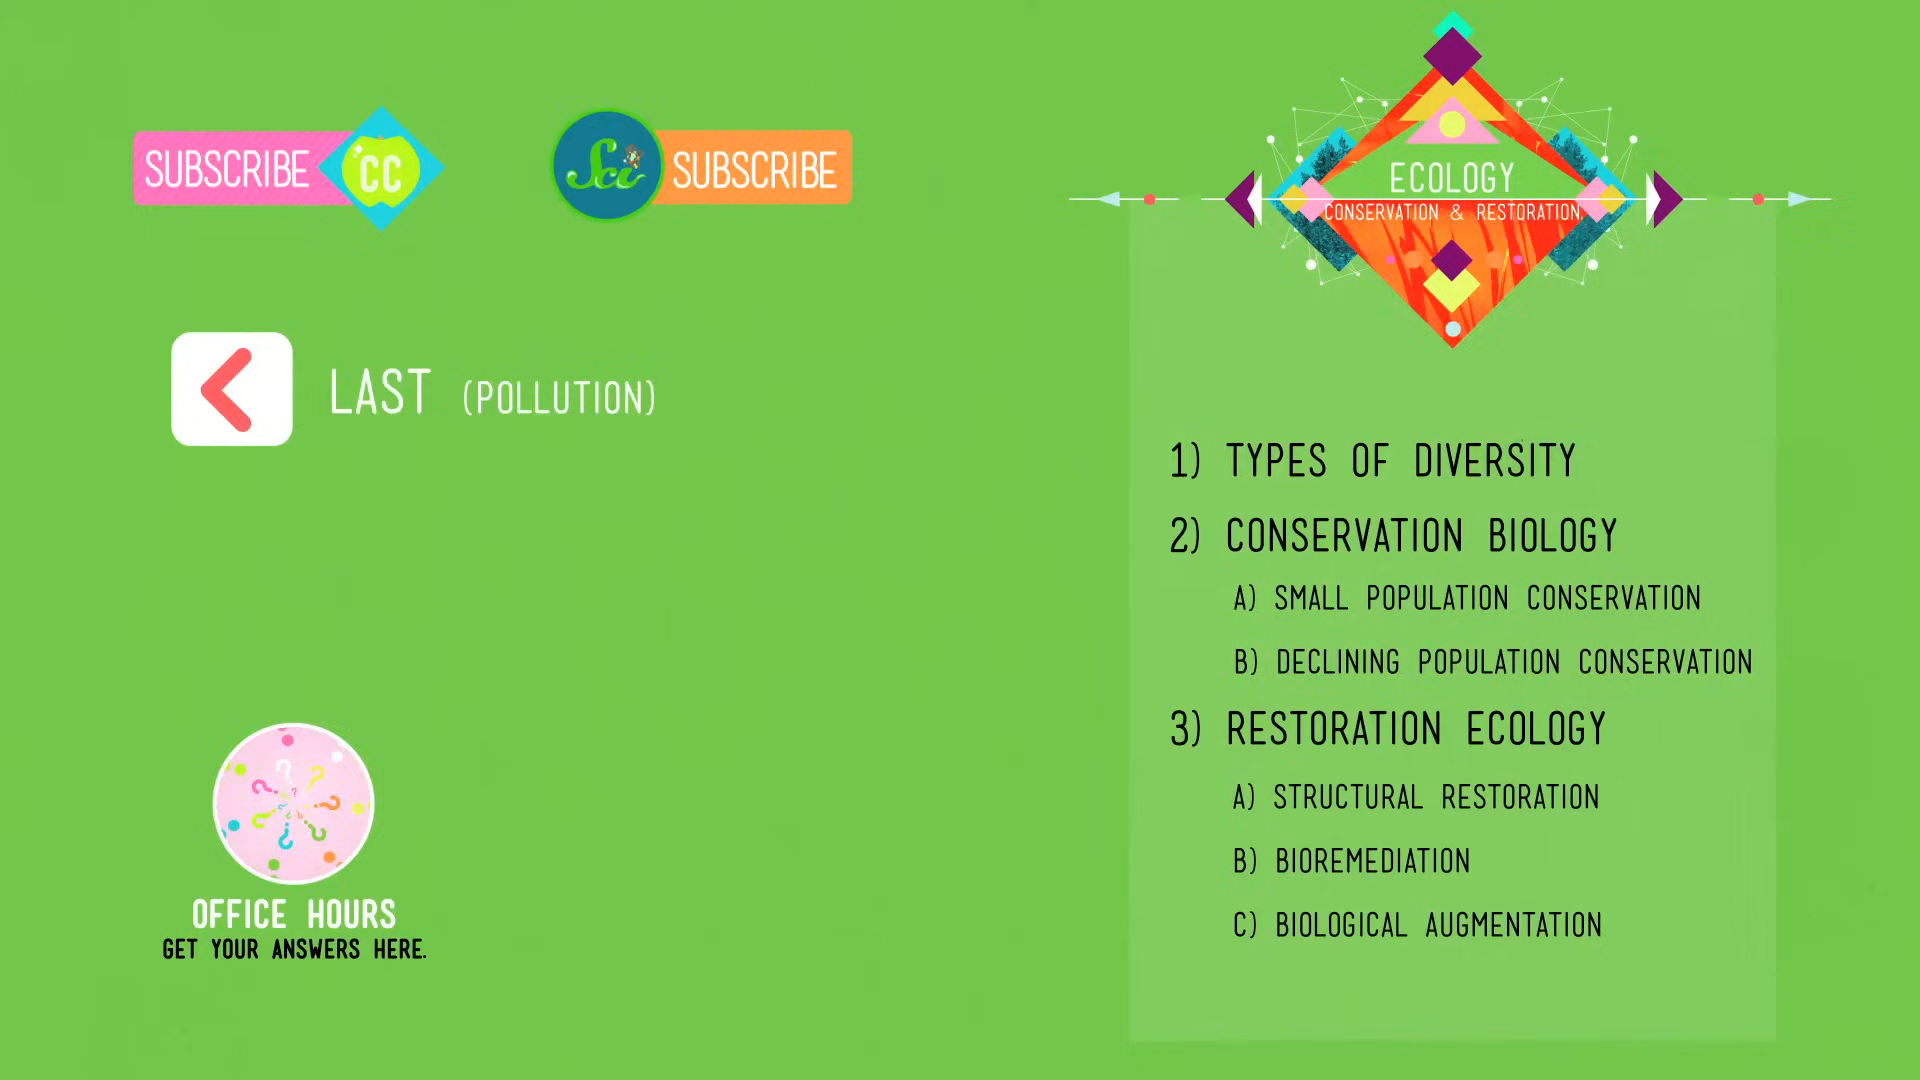 SUBSCRIBE CC
Sci SUBSCRIBE
LAST (POLLUTION)
OFFICE HOURS
GET YOUR ANSWERS HERE.
ECOLOGY
CONSERVATION & RESTORATION
1) TYPES OF DIVERSITY
2) CONSERVATION BIOLOGY
A) SMALL POPULATION CONSERVATION
B) DECLINING POPULATION CONSERVATION
3) RESTORATION ECOLOGY
A) STRUCTURAL RESTORATION
B) BIOREMEDIATION
C) BIOLOGICAL AUGMENTATION